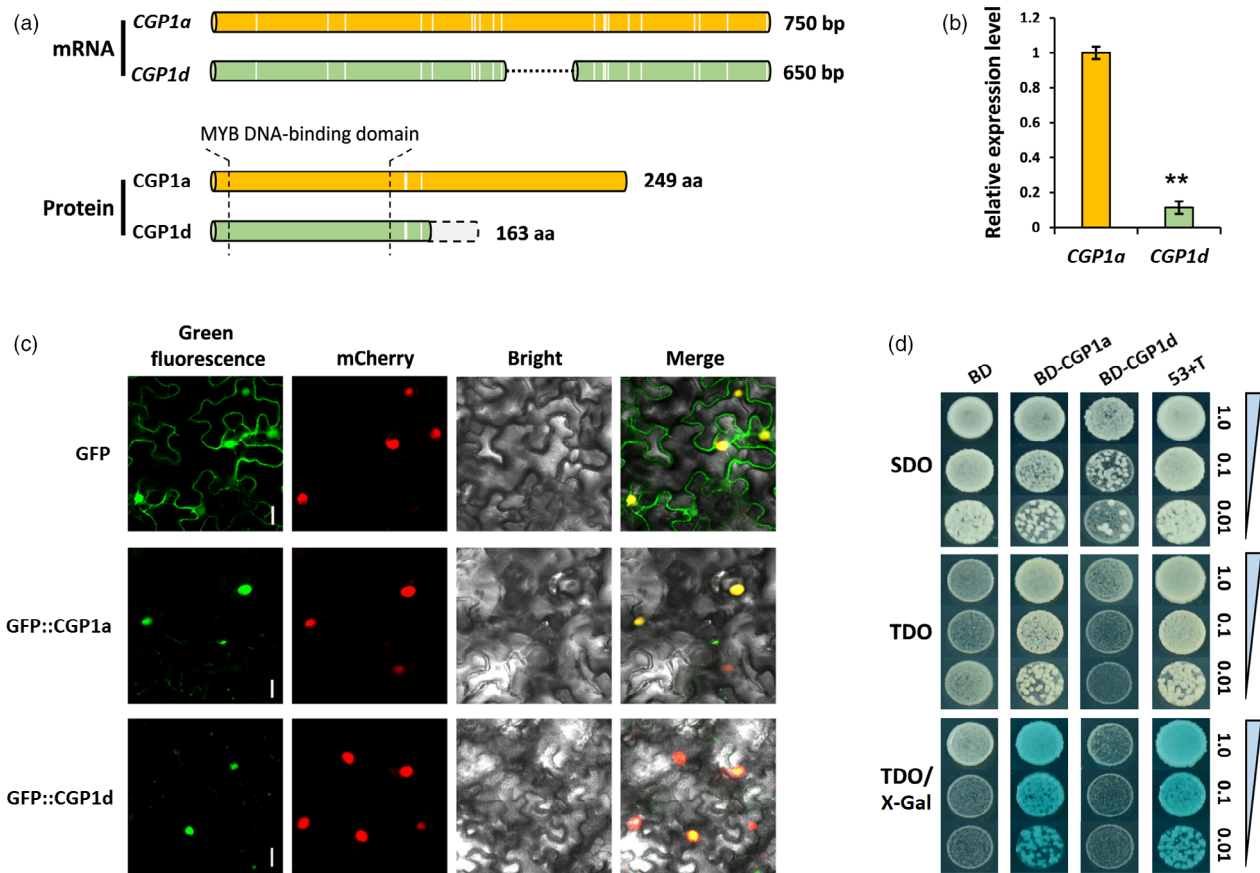 (a)
mRNA
CGP1a
750 bp
CGP1d
650 bp
MYB DNA-binding domain
Protein
CGP1a
249 aa
CGP1d
163 aa
(b)
Relative expression level
1.2
1
0.8
0.6
0.4
0.2
0
**
CGP1a
CGP1d
(c)
Green fluorescence
mCherry
Bright
Merge
GFP
GFP::CGP1a
GFP::CGP1d
(d)
BD
BD-CGP1a
BD-CGP1d
53+T
SDO
1.0
0.1
0.01
TDO
1.0
0.1
0.01
TDO/
X-Gal
1.0
0.1
0.01